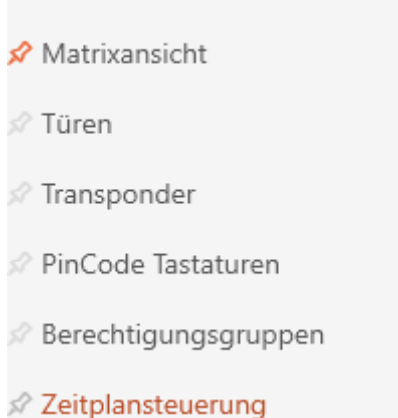 Matrixansicht
Türen
Transponder
PinCode Tastaturen
Berechtigungsgruppen
Zeitplansteuerung